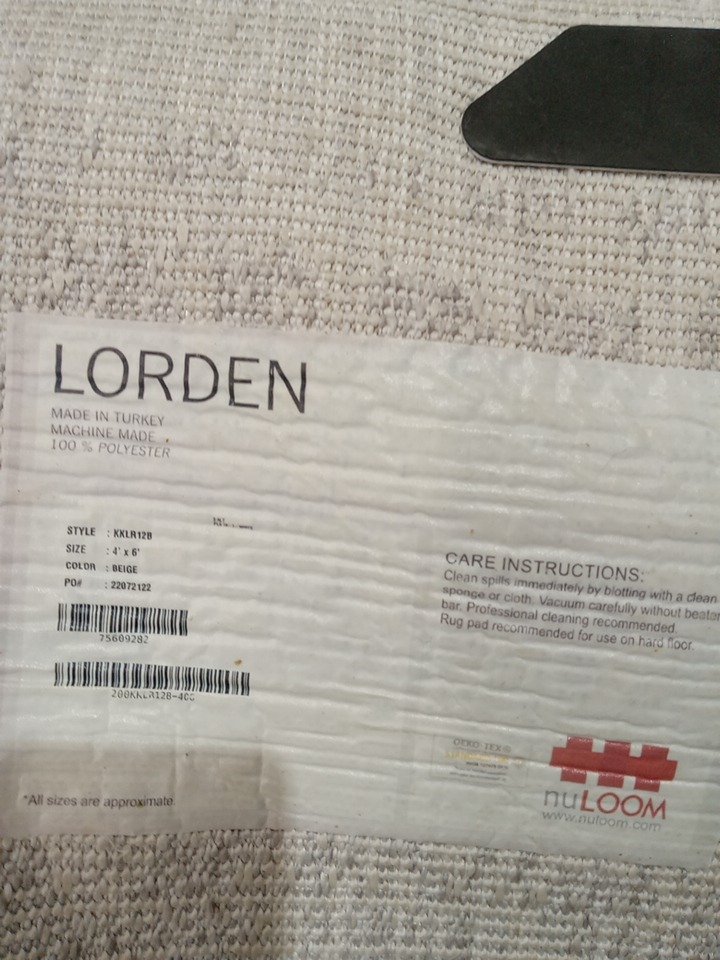 LORDEN
MADE IN TURKEY
MACHINE MADE
100 % POLYESTER
STYLE : KKLR12B
SIZE : 4' x 6'
COLOR : BEIGE
PO# : 22072122
75609282
CARE INSTRUCTIONS:
Clean spills immediately by blotting with a clean
sponge or cloth. Vacuum carefully without beater
bar. Professional cleaning recommended.
Rug pad recommended for use on hard floor.
OEKO-TEX®
nuLOOM
www.nuloom.com
*All sizes are approximate.